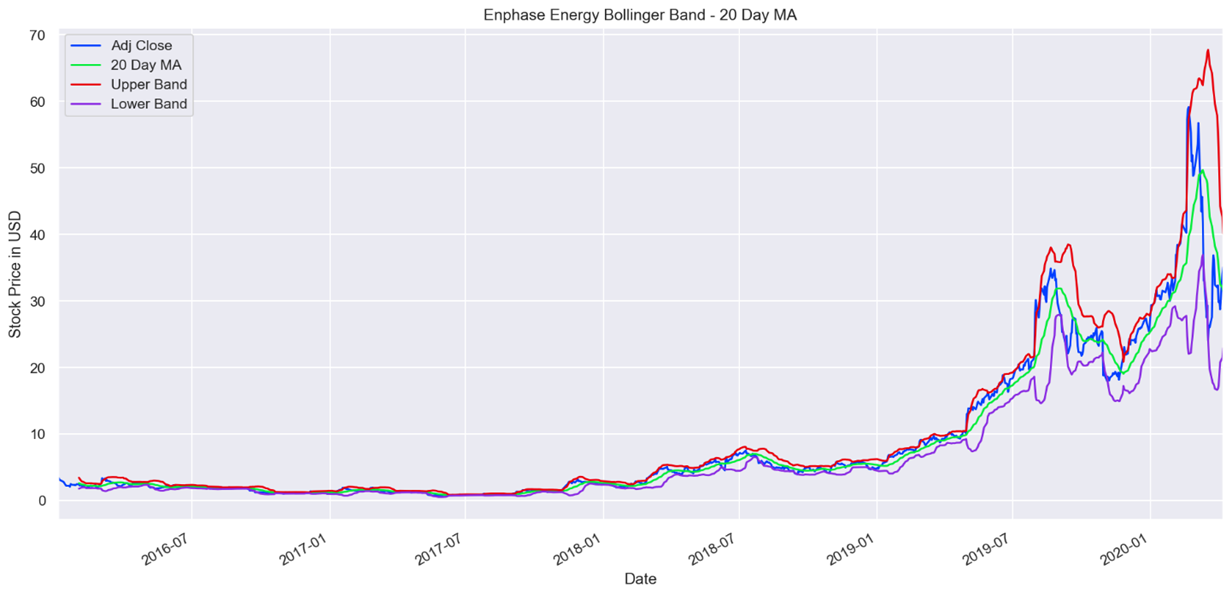 Enphase Energy Bollinger Band - 20 Day MA
70
60
50
40
30
20
10
0
Stock Price in USD
Adj Close
20 Day MA
Upper Band
Lower Band
2016-07
2017-01
2017-07
2018-01
2018-07
2019-01
2019-07
2020-01
Date